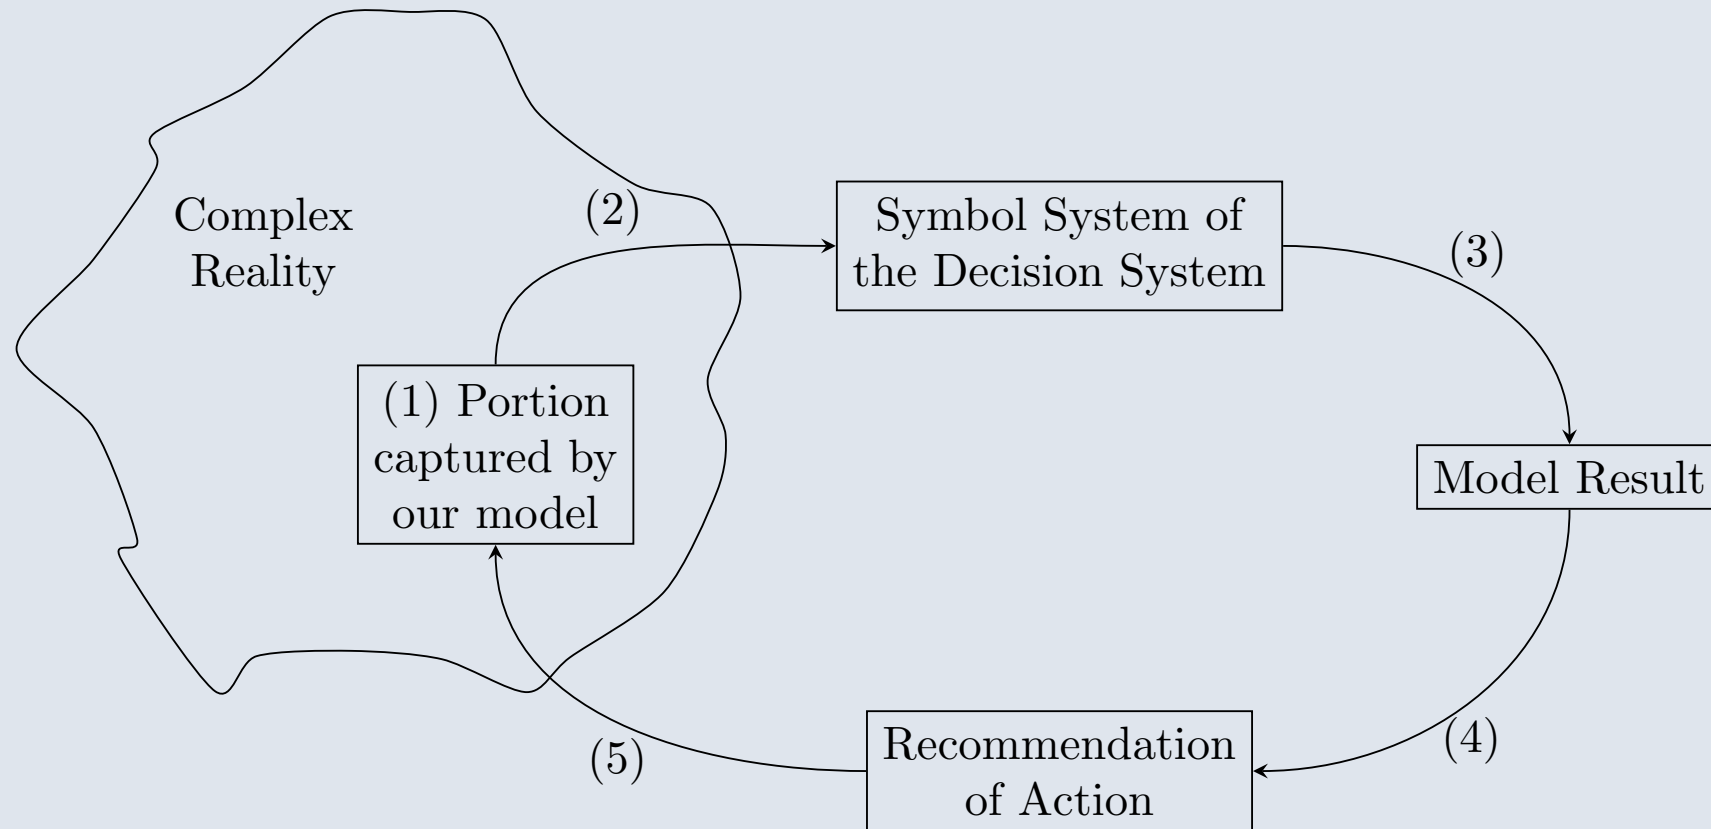 Complex
Reality
(2)
Symbol System of
the Decision System
(3)
(1) Portion
captured by
our model
Model Result
(4)
Recommendation
of Action
(5)